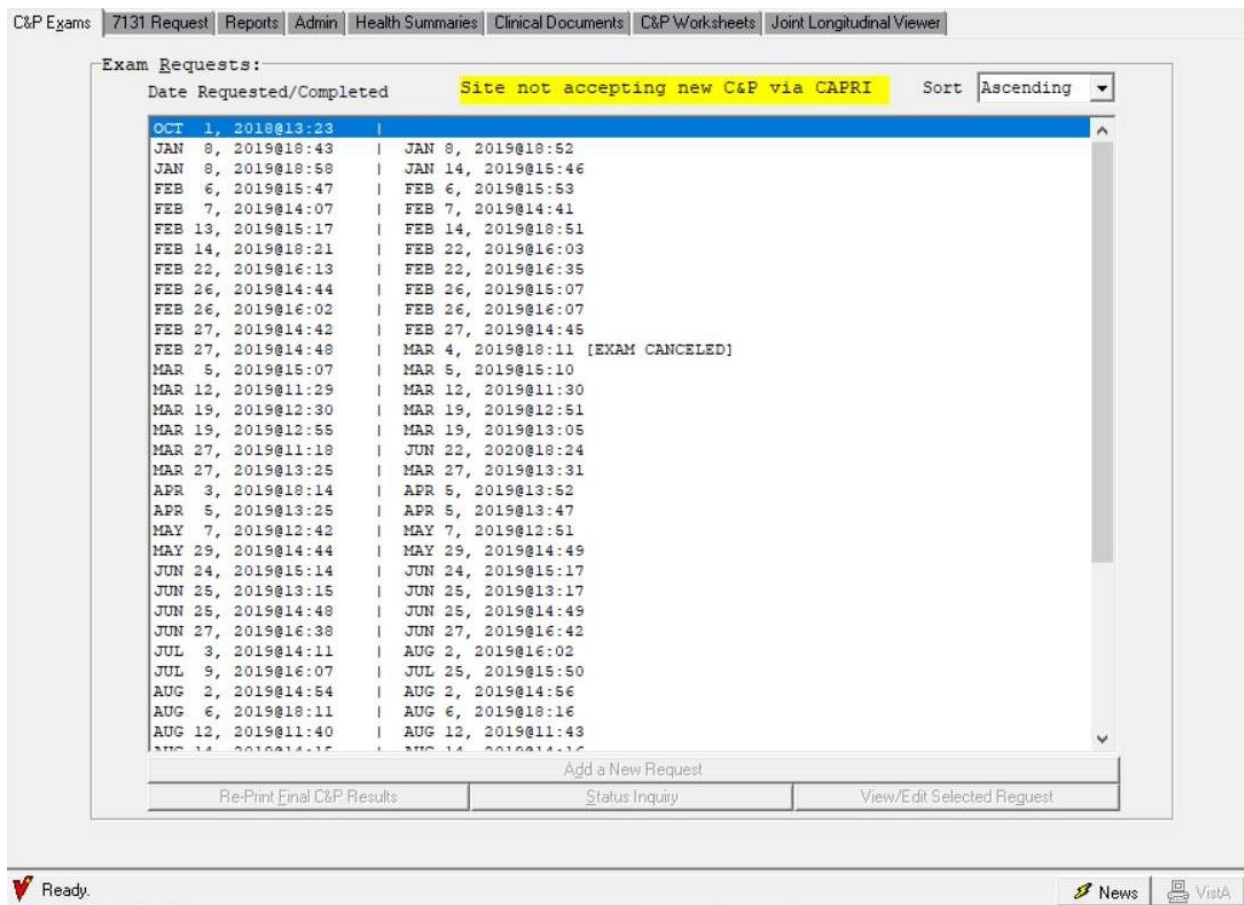 C&P Exams 7131 Request Reports Admin Health Summaries Clinical Documents C&P Worksheets Joint Longitudinal Viewer
Exam Requests:
Date Requested/Completed Site not accepting new C&P via CAPRI Sort Ascending
OCT 1, 2018@13:23 |
JAN 8, 2019@18:43 | JAN 8, 2019@18:52
JAN 8, 2019@18:58 | JAN 14, 2019@15:46
FEB 6, 2019@15:47 | FEB 6, 2019@15:53
FEB 7, 2019@14:07 | FEB 7, 2019@14:41
FEB 13, 2019@15:17 | FEB 14, 2019@18:51
FEB 14, 2019@18:21 | FEB 22, 2019@16:03
FEB 22, 2019@16:13 | FEB 22, 2019@16:35
FEB 26, 2019@14:44 | FEB 26, 2019@15:07
FEB 26, 2019@16:02 | FEB 26, 2019@16:07
FEB 27, 2019@14:42 | FEB 27, 2019@14:45
FEB 27, 2019@14:48 | MAR 4, 2019@18:11 [EXAM CANCELED]
MAR 5, 2019@15:07 | MAR 5, 2019@15:10
MAR 12, 2019@11:29 | MAR 12, 2019@11:30
MAR 19, 2019@12:30 | MAR 19, 2019@12:51
MAR 19, 2019@12:55 | MAR 19, 2019@13:05
MAR 27, 2019@11:18 | JUN 22, 2020@18:24
MAR 27, 2019@13:25 | MAR 27, 2019@13:31
APR 3, 2019@18:14 | APR 5, 2019@13:52
APR 5, 2019@13:25 | APR 5, 2019@13:47
MAY 7, 2019@12:42 | MAY 7, 2019@12:51
MAY 29, 2019@14:44 | MAY 29, 2019@14:49
JUN 24, 2019@15:14 | JUN 24, 2019@15:17
JUN 25, 2019@13:15 | JUN 25, 2019@13:17
JUN 25, 2019@14:48 | JUN 25, 2019@14:49
JUN 27, 2019@16:38 | JUN 27, 2019@16:42
JUL 3, 2019@14:11 | AUG 2, 2019@16:02
JUL 9, 2019@16:07 | JUL 25, 2019@15:50
AUG 2, 2019@14:54 | AUG 2, 2019@14:56
AUG 6, 2019@18:11 | AUG 6, 2019@18:16
AUG 12, 2019@11:40 | AUG 12, 2019@11:43
Add a New Request
Re-Print Final C&P Results Status Inquiry View/Edit Selected Request
Ready. News VistA